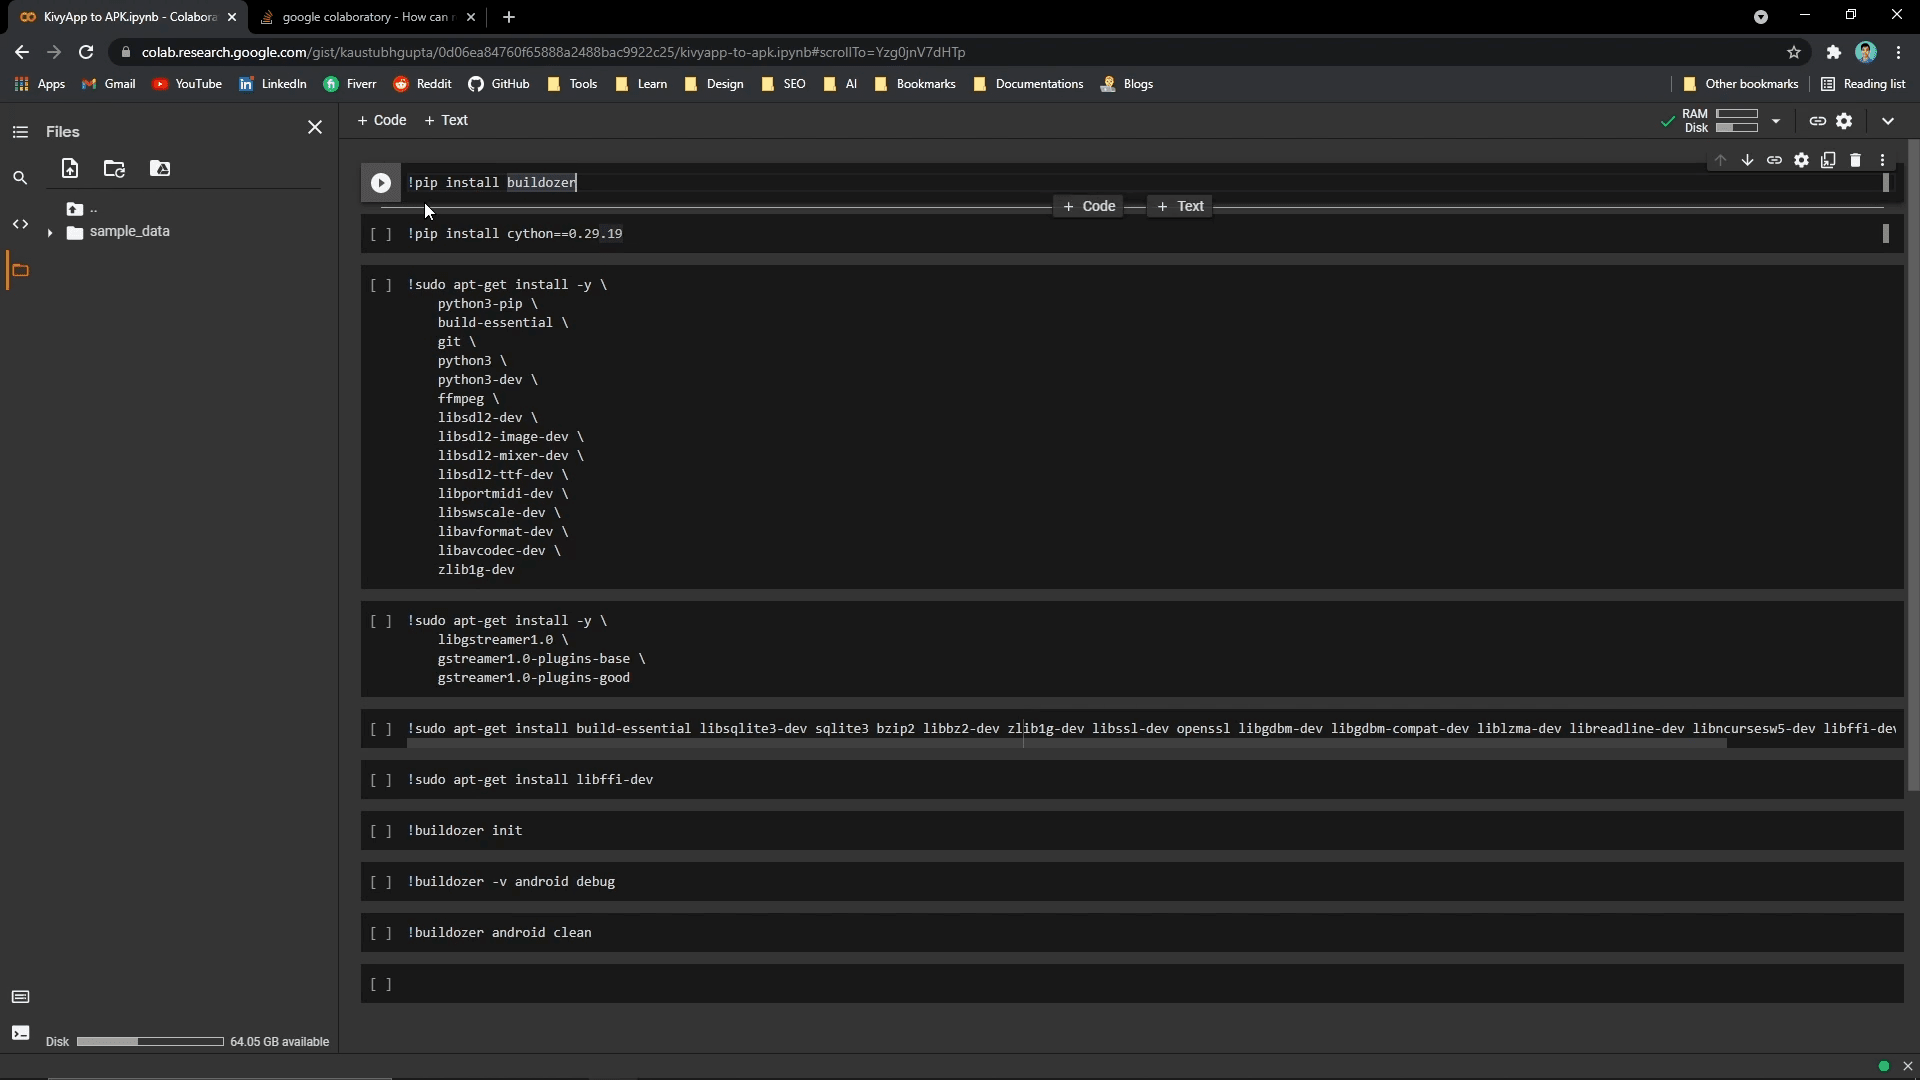 KivyApp to APK.ipynb - Colabora
google colaboratory - How can
colab.research.google.com/gist/kaustubhgupta/0d06ea84760f65888a2488bac9922c25/kivyapp-to-apk.ipynb#scrollTo=Yzg0jnV7dHTp
Apps Gmail YouTube LinkedIn Fiverr Reddit GitHub Tools Learn Design SEO AI Bookmarks Documentations Blogs Other bookmarks Reading list
Files
+ Code + Text
RAM
Disk
..
sample_data
!pip install buildozer
+ Code + Text
[ ] !pip install cython==0.29.19
[ ] !sudo apt-get install -y \
python3-pip \
build-essential \
git \
python3 \
python3-dev \
ffmpeg \
libsdl2-dev \
libsdl2-image-dev \
libsdl2-mixer-dev \
libsdl2-ttf-dev \
libportmidi-dev \
libswscale-dev \
libavformat-dev \
libavcodec-dev \
zlib1g-dev
[ ] !sudo apt-get install -y \
libgstreamer1.0 \
gstreamer1.0-plugins-base \
gstreamer1.0-plugins-good
[ ] !sudo apt-get install build-essential libsqlite3-dev sqlite3 bzip2 libbz2-dev zlib1g-dev libssl-dev openssl libgdbm-dev libgdbm-compat-dev liblzma-dev libreadline-dev libncursesw5-dev libffi-dev
[ ] !sudo apt-get install libffi-dev
[ ] !buildozer init
[ ] !buildozer -v android debug
[ ] !buildozer android clean
[ ]
Disk 64.05 GB available